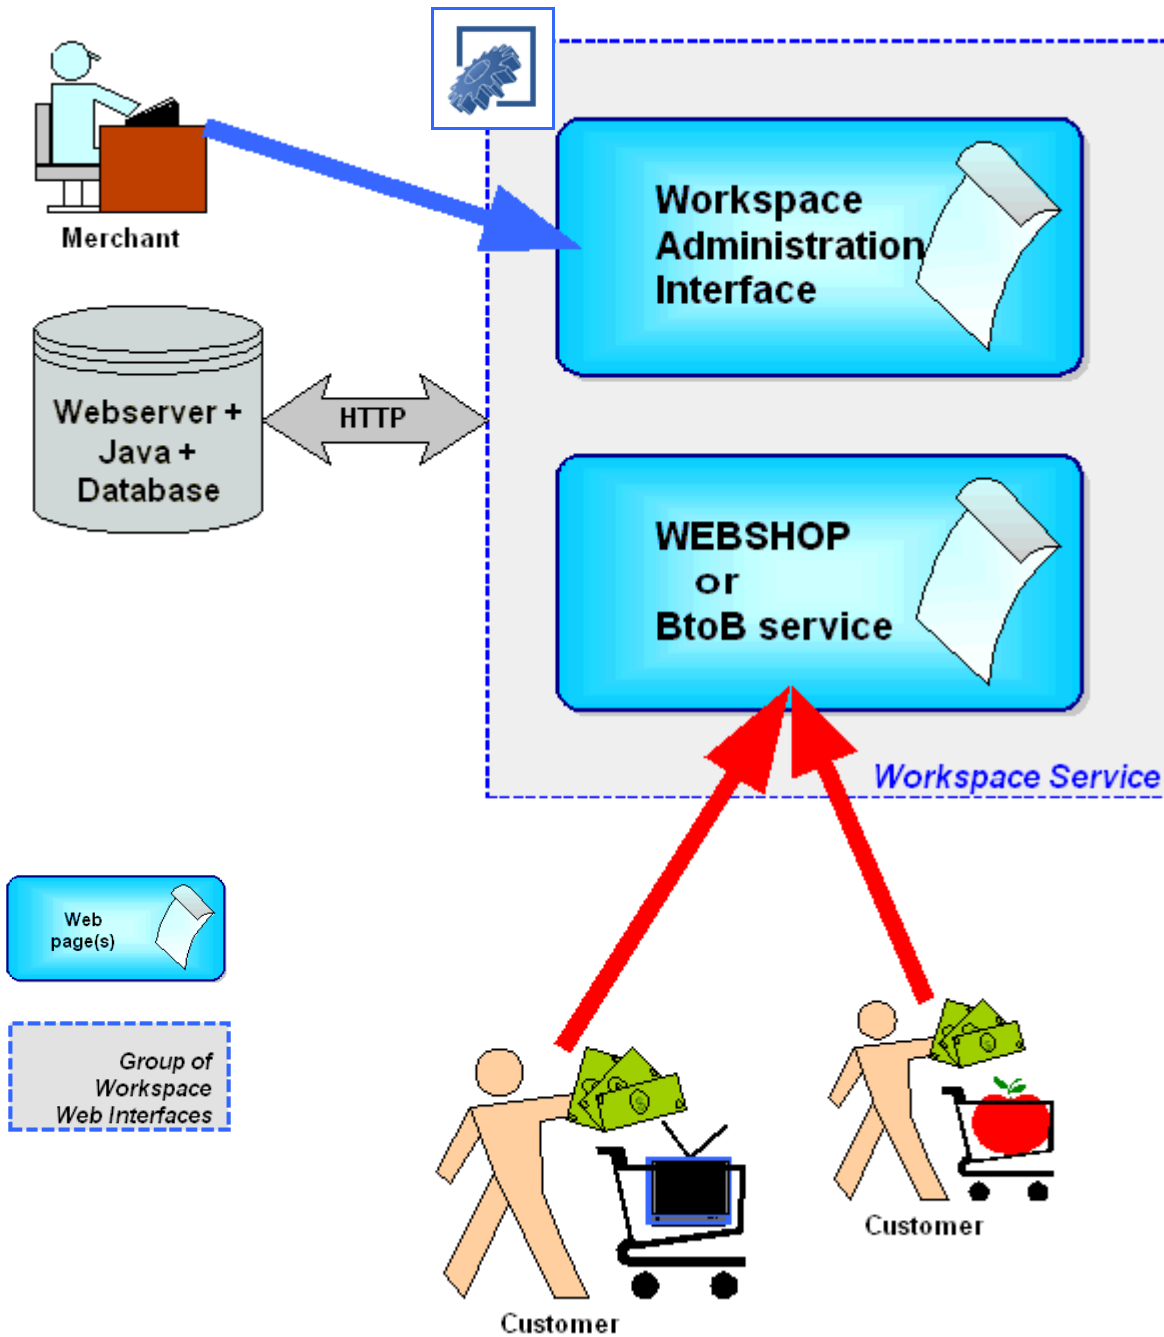 Merchant
Workspace
Administration
Interface
Webserver +
Java +
Database
HTTP
WEBSHOP
or
BtoB service
Workspace Service
Web
page(s)
Group of
Workspace
Web Interfaces
Customer
Customer